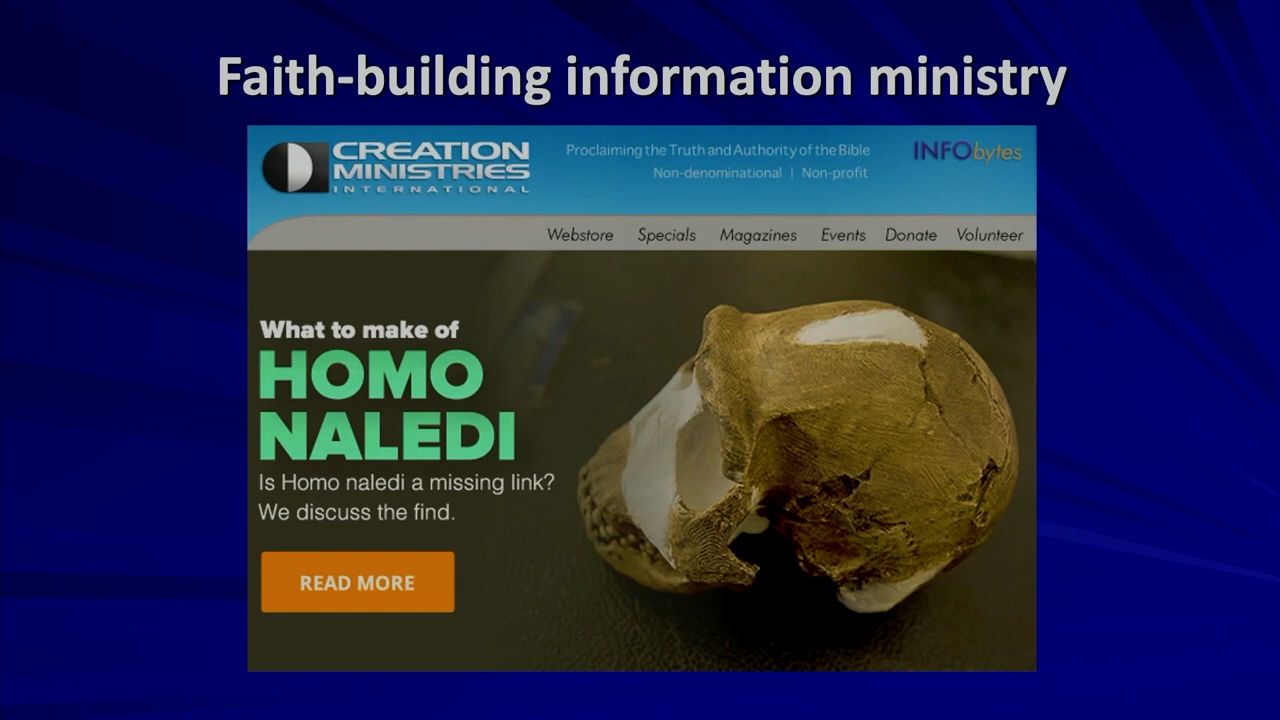 Faith-building information ministry
CREATION
MINISTRIES
INTERNATIONAL
Proclaiming the Truth and Authority of the Bible
Non-denominational | Non-profit
INFObytes
Webstore Specials Magazines Events Donate Volunteer
What to make of
HOMO
NALEDI
Is Homo naledi a missing link?
We discuss the find.
READ MORE